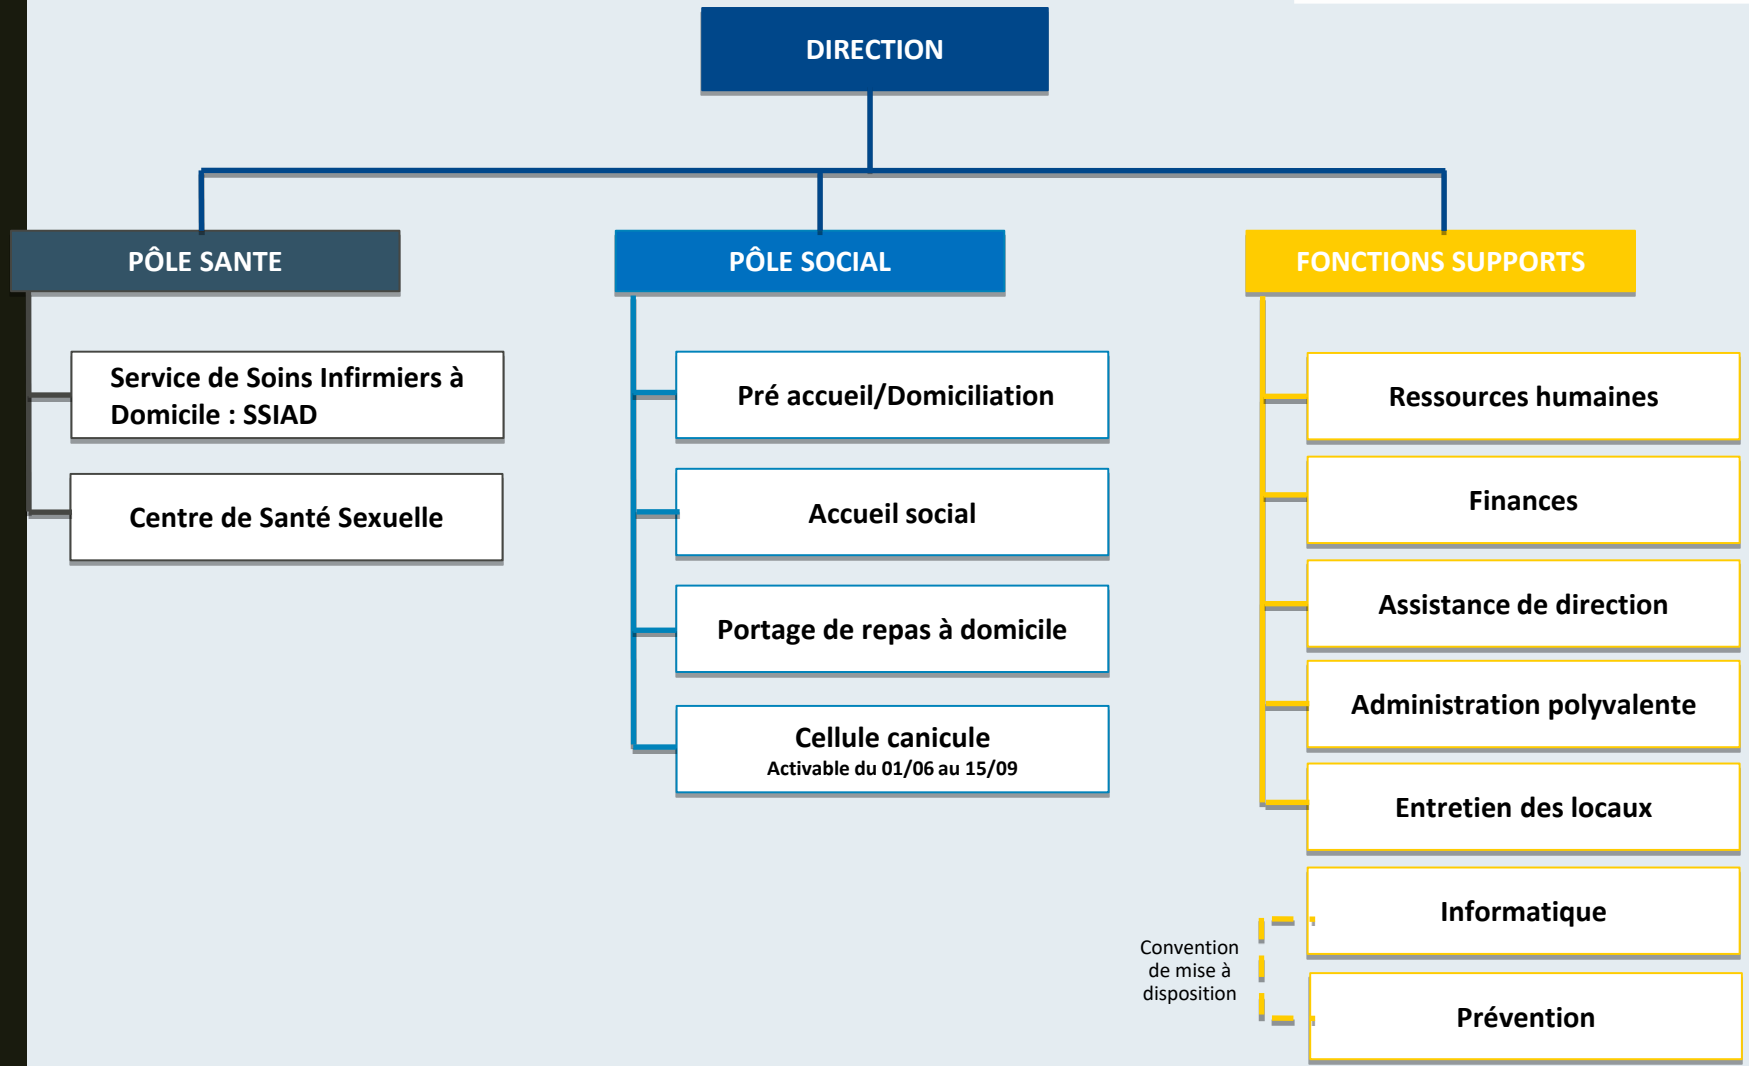 DIRECTION
PÔLE SANTE
Service de Soins Infirmiers à
Domicile : SSIAD
Centre de Santé Sexuelle
PÔLE SOCIAL
Pré accueil/Domiciliation
Accueil social
Portage de repas à domicile
Cellule canicule
Activable du 01/06 au 15/09
FONCTIONS SUPPORTS
Ressources humaines
Finances
Assistance de direction
Administration polyvalente
Entretien des locaux
Convention
de mise à
disposition
Informatique
Prévention